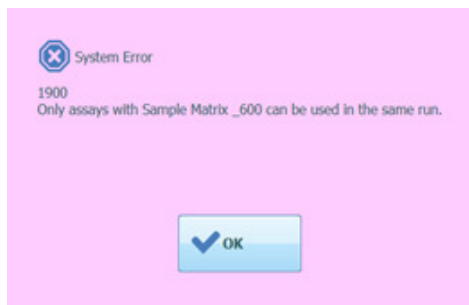 System Error
1900
Only assays with Sample Matrix _600 can be used in the same run.
OK